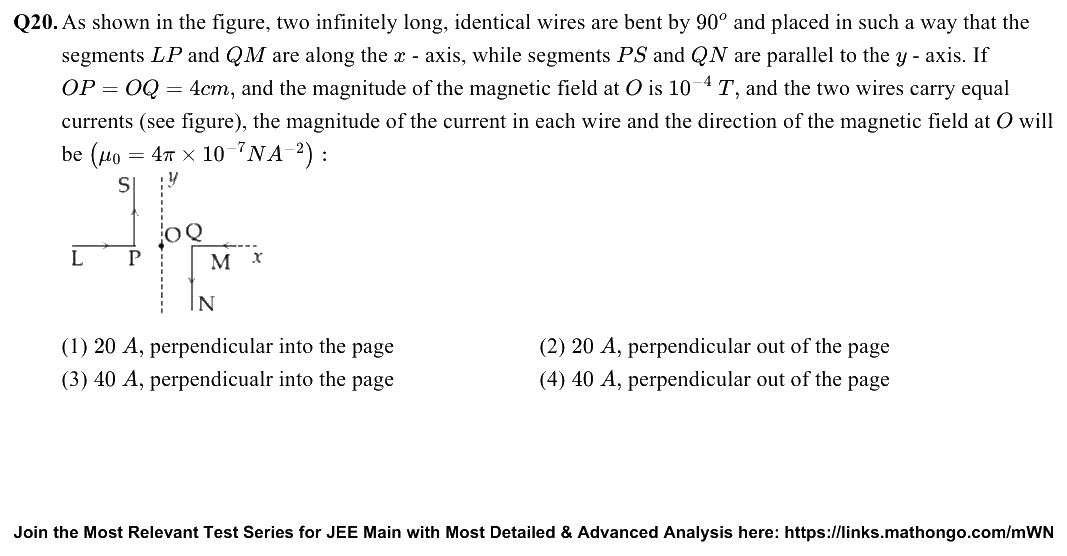 Q20. As shown in the figure, two infinitely long, identical wires are bent by 90° and placed in such a way that the
segments LP and QM are along the x - axis, while segments PS and QN are parallel to the y - axis. If
OP = OQ = 4cm, and the magnitude of the magnetic field at O is 10⁻⁴ T, and the two wires carry equal
currents (see figure), the magnitude of the current in each wire and the direction of the magnetic field at O will
be (μ₀ = 4π × 10⁻⁷NA⁻²) :
S y
O Q
L P M x
N
(1) 20 A, perpendicular into the page (2) 20 A, perpendicular out of the page
(3) 40 A, perpendicualr into the page (4) 40 A, perpendicular out of the page
Join the Most Relevant Test Series for JEE Main with Most Detailed & Advanced Analysis here: https://links.mathongo.com/mWN